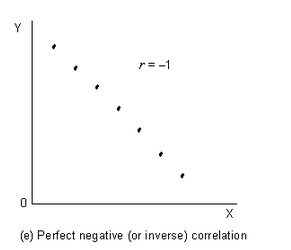 Y
r = –1
0
X
(e) Perfect negative (or inverse) correlation